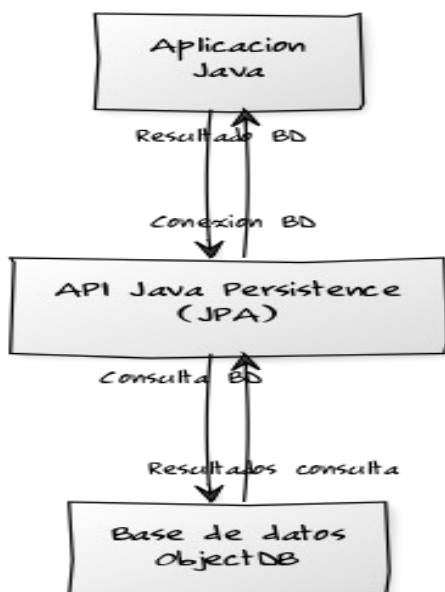 Aplicacion
Java
Resultado BD
Conexion BD
API Java Persistence
(JPA)
Consulta BD
Resultados consulta
Base de datos
ObjectDB